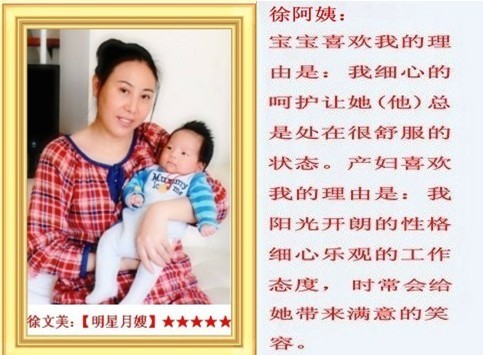 徐阿姨：
宝宝喜欢我的理
由是：我细心的
呵护让她(他)总
是处在很舒服的
状态。产妇喜欢
我的理由是：我
阳光开朗的性格
细心乐观的工作
态度，时常会给
她带来满意的笑
容。
Mummy
love me
徐文美：【明星月嫂】★★★★★